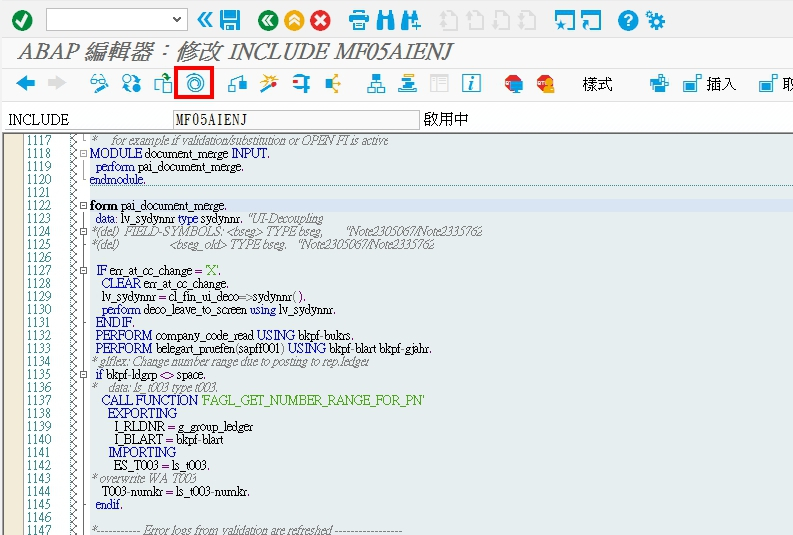 ABAP 編輯器：修改 INCLUDE MF05AIENJ
樣式
插入
INCLUDE MF05AIENJ 啟用中
1117 * for example if validation/substitution or OPEN FI is active
1118 MODULE document_merge INPUT.
1119 perform pai_document_merge.
1120 endmodule.
1121
1122 form pai_document_merge.
1123 data: lv_sydynnr type sydynnr. "UI-Decoupling
1124 *(del) FIELD-SYMBOLS: <bseg> TYPE bseg, "Note2305067/Note2335762
1125 *(del) <bseg_old> TYPE bseg. "Note2305067/Note2335762
1126
1127 IF err_at_cc_change = 'X'.
1128 CLEAR err_at_cc_change.
1129 lv_sydynnr = cl_fin_ui_deco=>sydynnr( ).
1130 perform deco_leave_to_screen using lv_sydynnr.
1131 ENDIF.
1132 PERFORM company_code_read USING bkpf-bukrs.
1133 PERFORM belegart_pruefen(sapff001) USING bkpf-blart bkpf-gjahr.
1134 * glflex: Change number range due to posting to rep.ledger
1135 if bkpf-ldgrp <> space.
1136 * data: ls_t003 type t003.
1137 CALL FUNCTION 'FAGL_GET_NUMBER_RANGE_FOR_PN'
1138 EXPORTING
1139 I_RLDNR = g_group_ledger
1140 I_BLART = bkpf-blart
1141 IMPORTING
1142 ES_T003 = ls_t003.
1143 * overwrite WA T003
1144 T003-numkr = ls_t003-numkr.
1145 endif.
1146
1147 *----------- Error logs from validation are refreshed -----------------